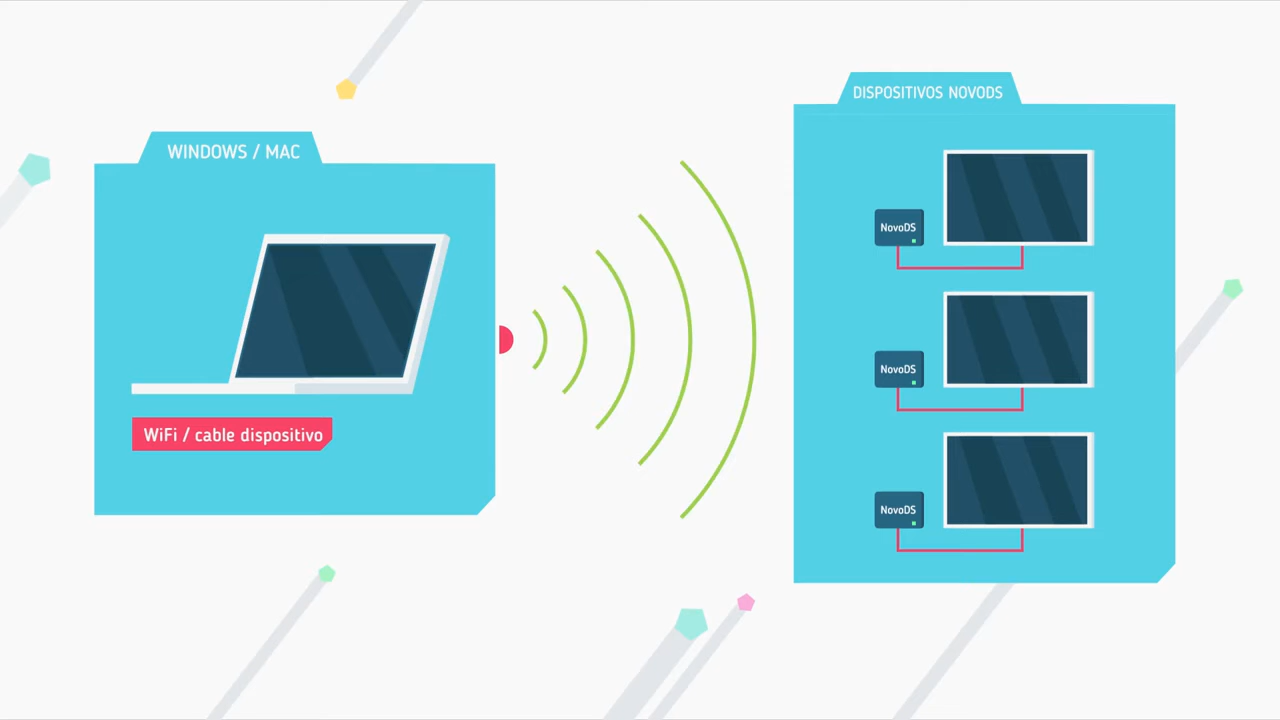 WINDOWS / MAC
WiFi / cable dispositivo
DISPOSITIVOS NOVODS
NovoDS
NovoDS
NovoDS